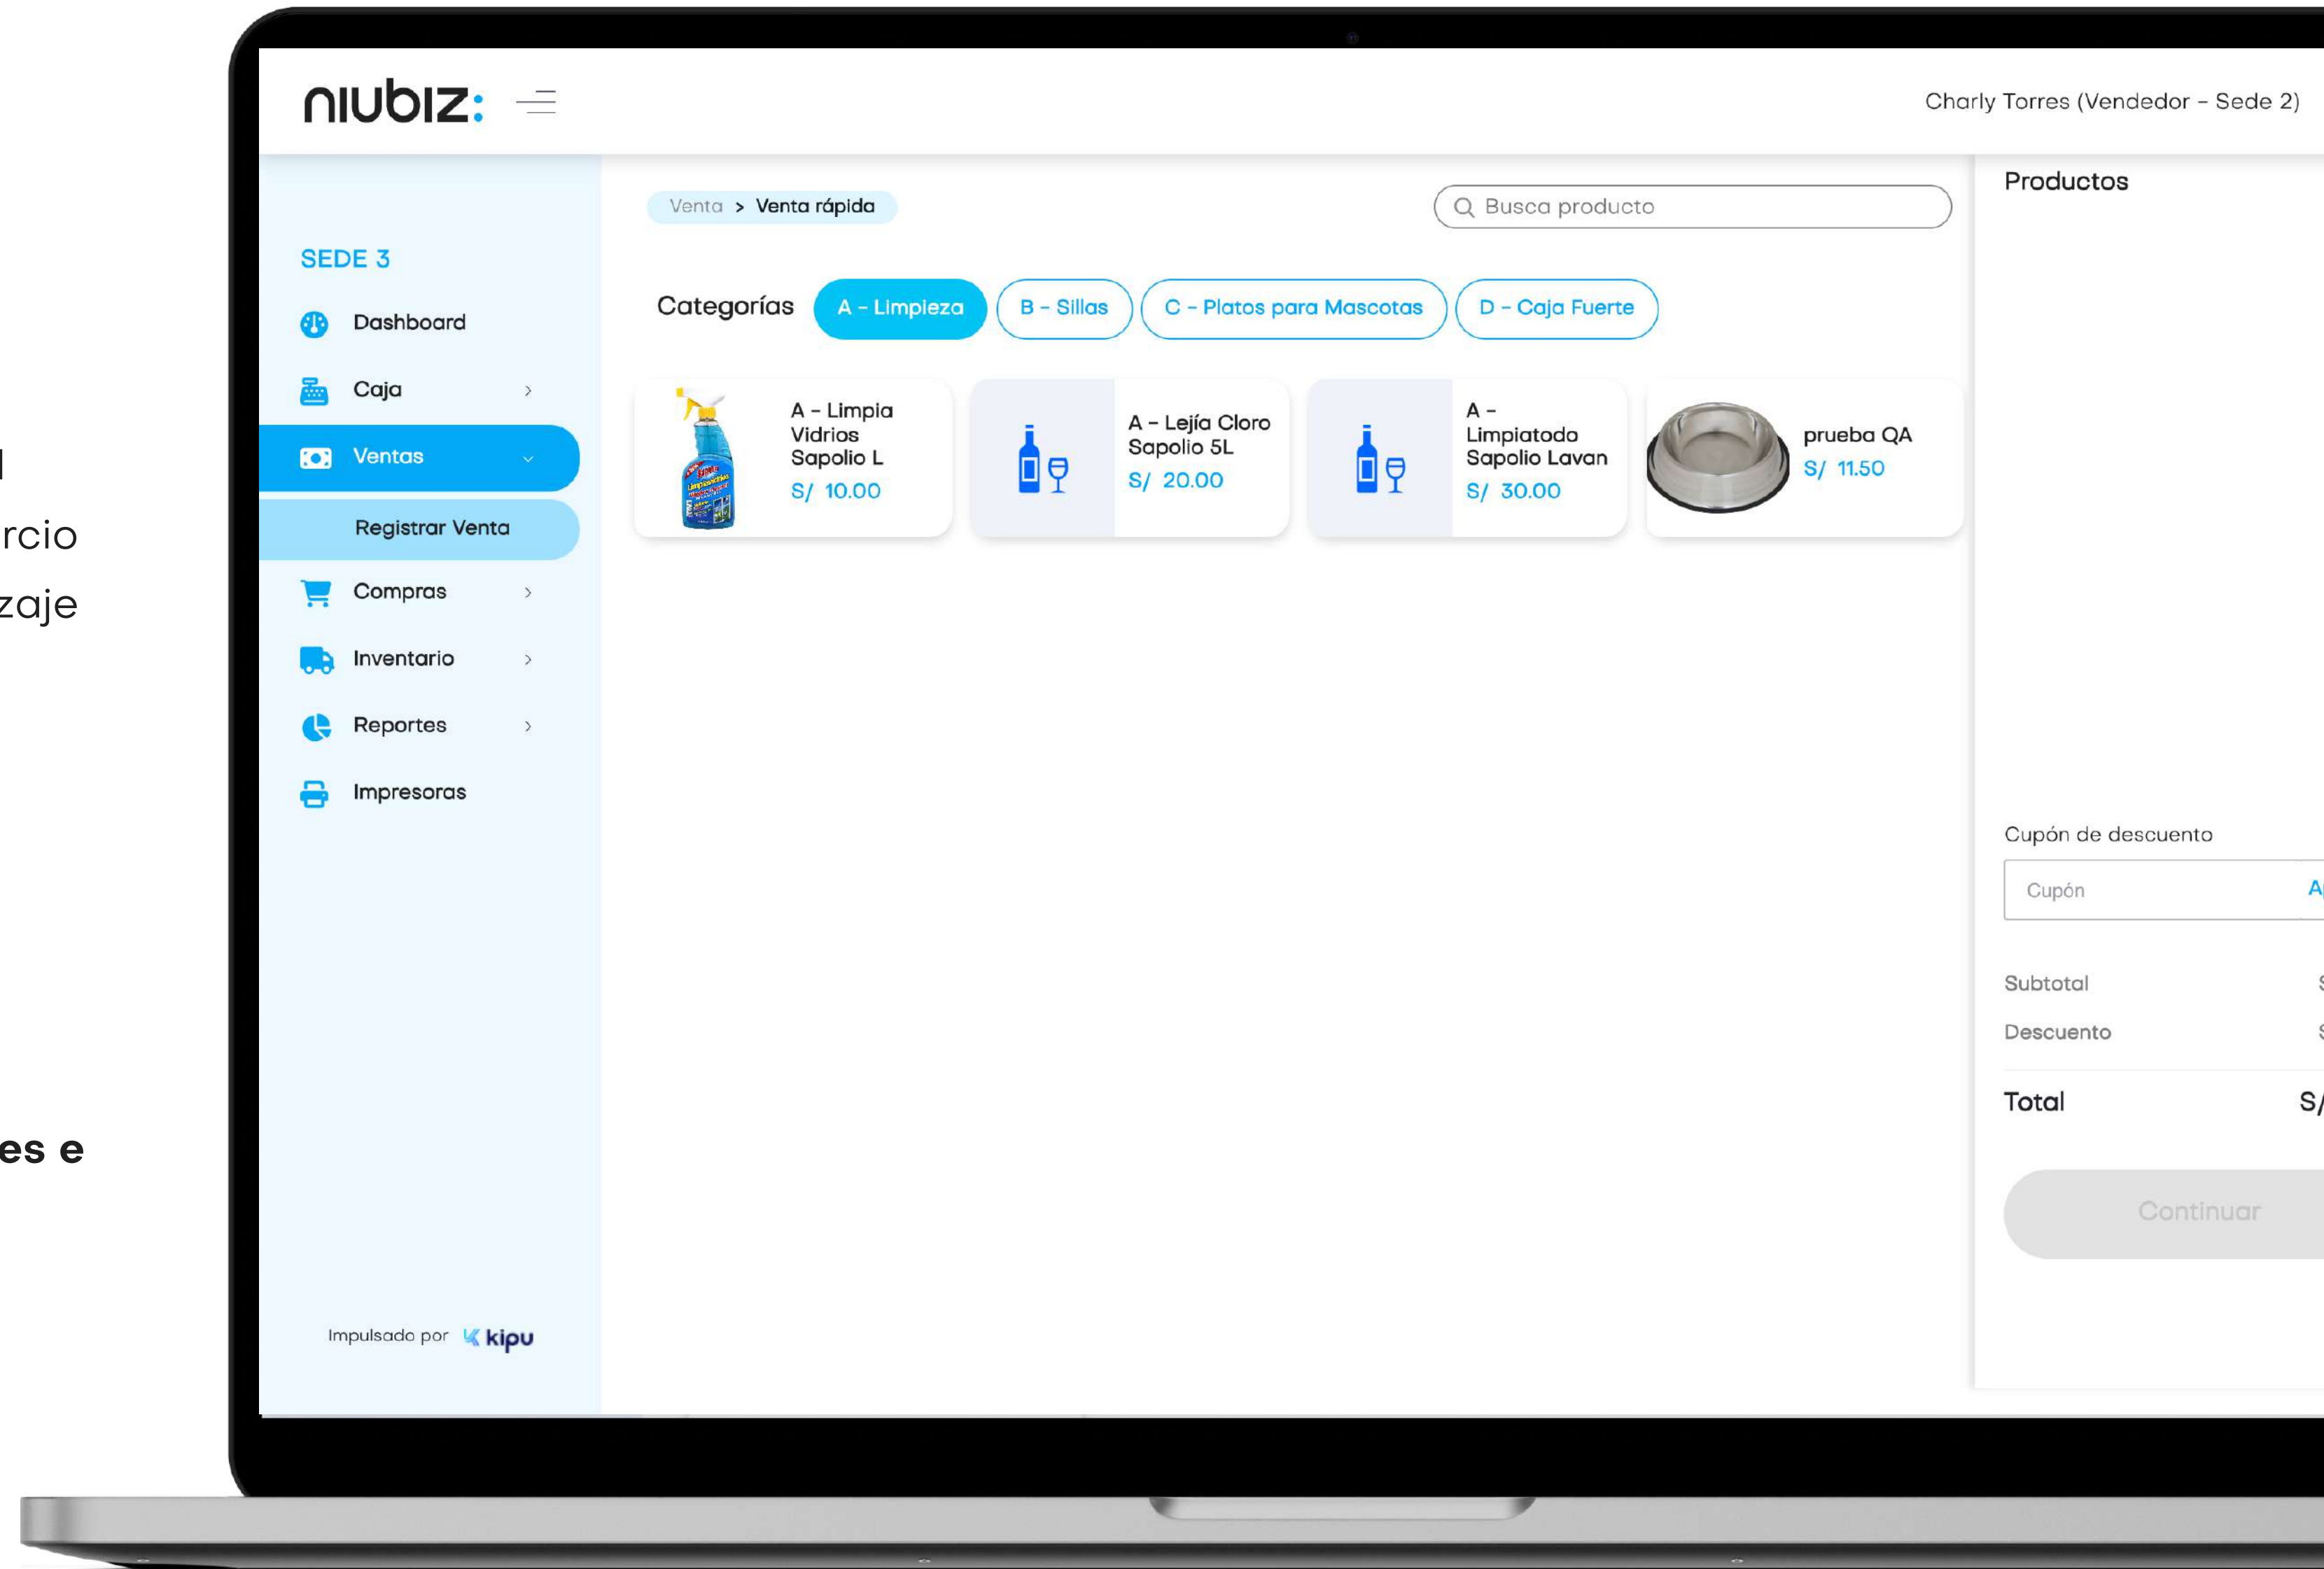 rcio
zaje
es e
niubiz:
Charly Torres (Vendedor - Sede 2)
SEDE 3
Dashboard
Caja
Ventas
Registrar Venta
Compras
Inventario
Reportes
Impresoras
Impulsado por kipu
Venta > Venta rápida
Busca producto
Categorías
A - Limpieza
B - Sillas
C - Platos para Mascotas
D - Caja Fuerte
A - Limpia
Vidrios
Sapolio L
S/ 10.00
A - Lejía Cloro
Sapolio 5L
S/ 20.00
A -
Limpiatodo
Sapolio Lavan
S/ 30.00
prueba QA
S/ 11.50
Productos
Cupón de descuento
Cupón
Subtotal
Descuento
Total S/
Continuar